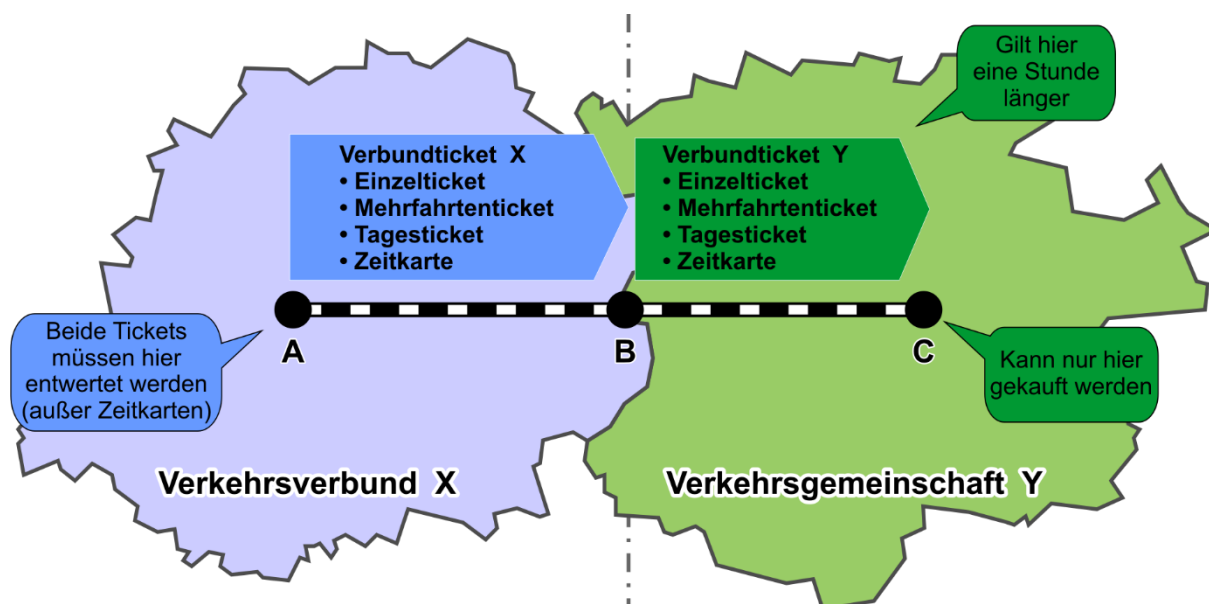 Gilt hier
eine Stunde
länger
Verbundticket X
• Einzelticket
• Mehrfahrtenticket
• Tagesticket
• Zeitkarte
Verbundticket Y
• Einzelticket
• Mehrfahrtenticket
• Tagesticket
• Zeitkarte
Beide Tickets
müssen hier
entwertet werden
(außer Zeitkarten)
A
B
C
Kann nur hier
gekauft werden
Verkehrsverbund X
Verkehrsgemeinschaft Y